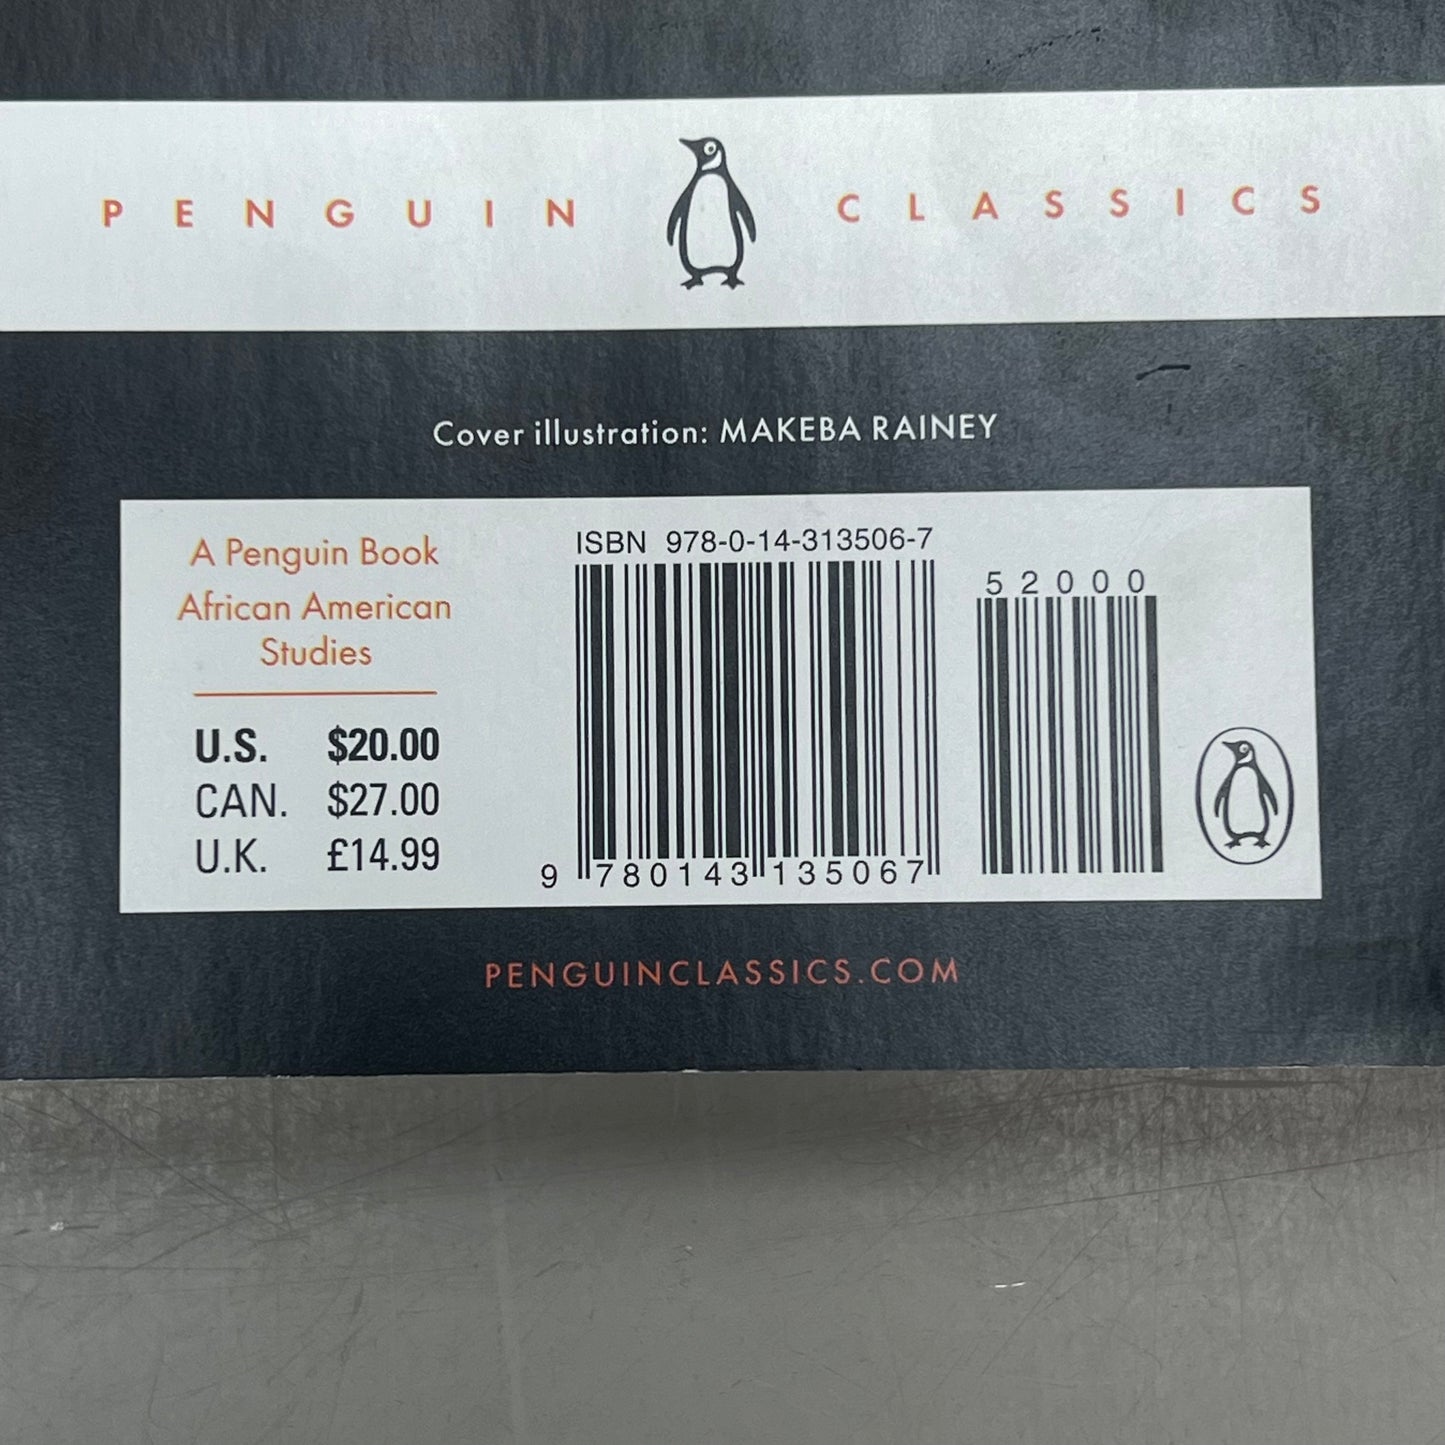 PENGUIN CLASSICS
Cover illustration: MAKEBA RAINEY
A Penguin Book
African American
Studies
U.S. $20.00
CAN. $27.00
U.K. £14.99
ISBN 978-0-14-313506-7
9 780143 135067
52000
PENGUINCLASSICS.COM